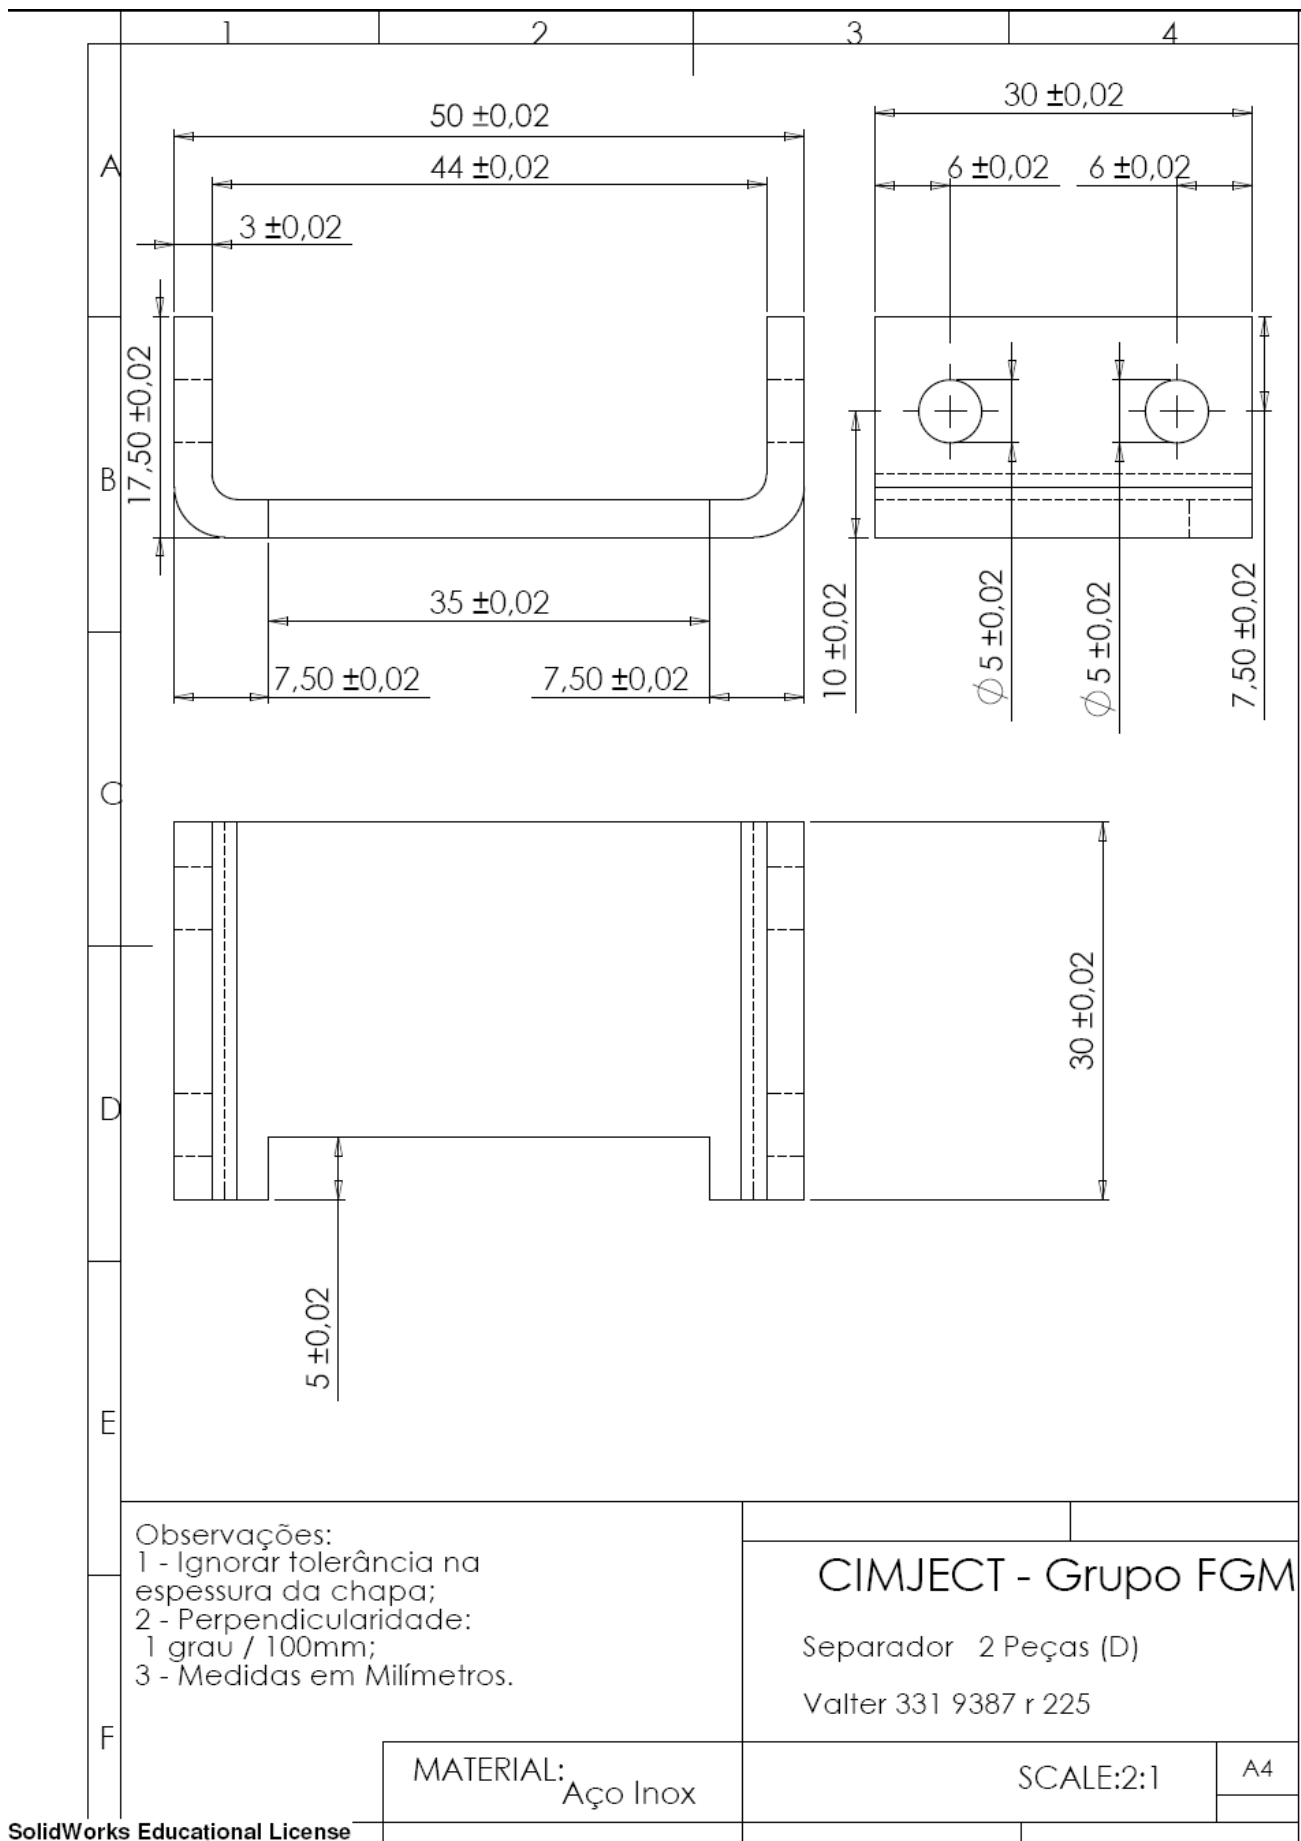 1 2 3 4
50 ±0,02
30 ±0,02
A
44 ±0,02
6 ±0,02 6 ±0,02
3 ±0,02
17,50 ±0,02
B
35 ±0,02
10 ±0,02
∅ 5 ±0,02
∅ 5 ±0,02
7,50 ±0,02
7,50 ±0,02 7,50 ±0,02
C
30 ±0,02
D
5 ±0,02
E
Observações:
1 - Ignorar tolerância na
espessura da chapa;
2 - Perpendicularidade:
1 grau / 100mm;
3 - Medidas em Milímetros.
CIMJECT - Grupo FGM
Separador 2 Peças (D)
Valter 331 9387 r 225
F
MATERIAL:
Aço Inox
SCALE:2:1
A4
SolidWorks Educational License